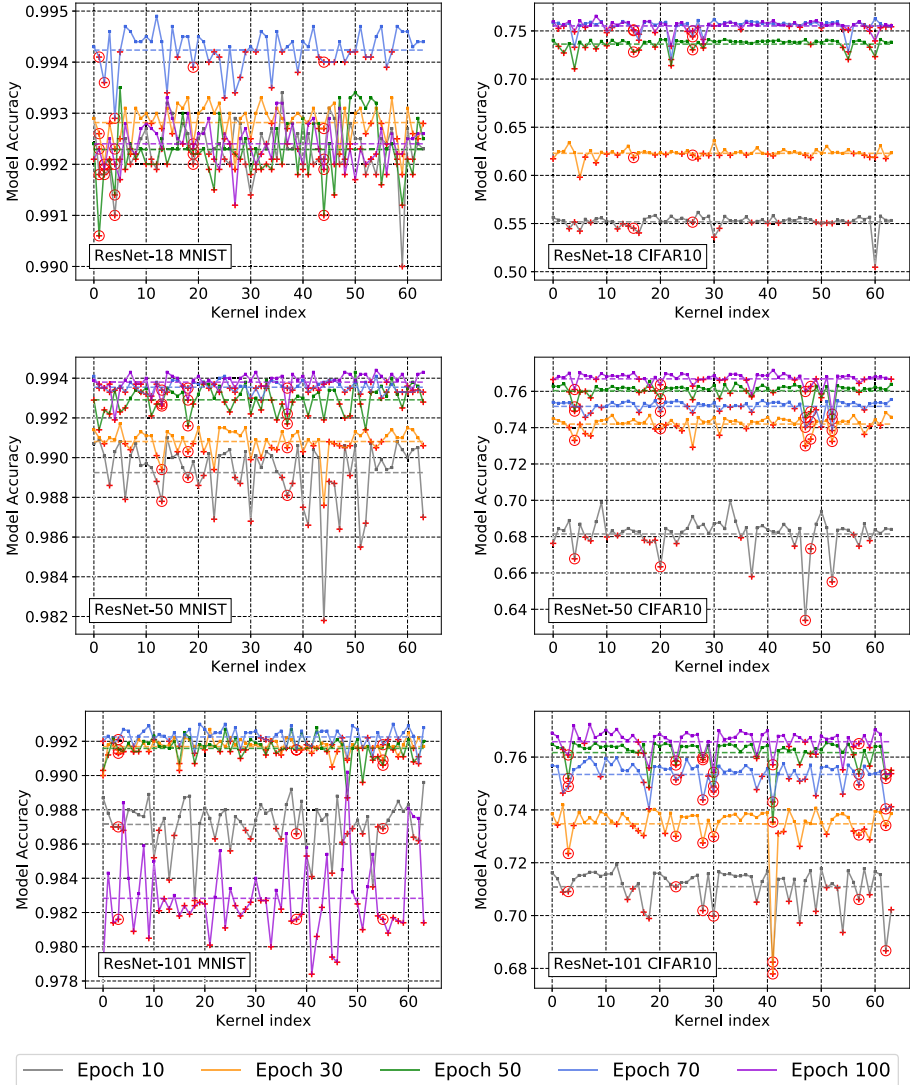 0.995
0.994
0.993
0.992
0.991
0.990
Model Accuracy
ResNet-18 MNIST
0 10 20 30 40 50 60
Kernel index
0.75
0.70
0.65
0.60
0.55
0.50
Model Accuracy
ResNet-18 CIFAR10
0 10 20 30 40 50 60
Kernel index
0.994
0.992
0.990
0.988
0.986
0.984
0.982
Model Accuracy
ResNet-50 MNIST
0 10 20 30 40 50 60
Kernel index
0.76
0.74
0.72
0.70
0.68
0.66
0.64
Model Accuracy
ResNet-50 CIFAR10
0 10 20 30 40 50 60
Kernel index
0.992
0.990
0.988
0.986
0.984
0.982
0.980
0.978
Model Accuracy
ResNet-101 MNIST
0 10 20 30 40 50 60
Kernel index
0.76
0.74
0.72
0.70
0.68
Model Accuracy
ResNet-101 CIFAR10
0 10 20 30 40 50 60
Kernel index
Epoch 10 Epoch 30 Epoch 50 Epoch 70 Epoch 100